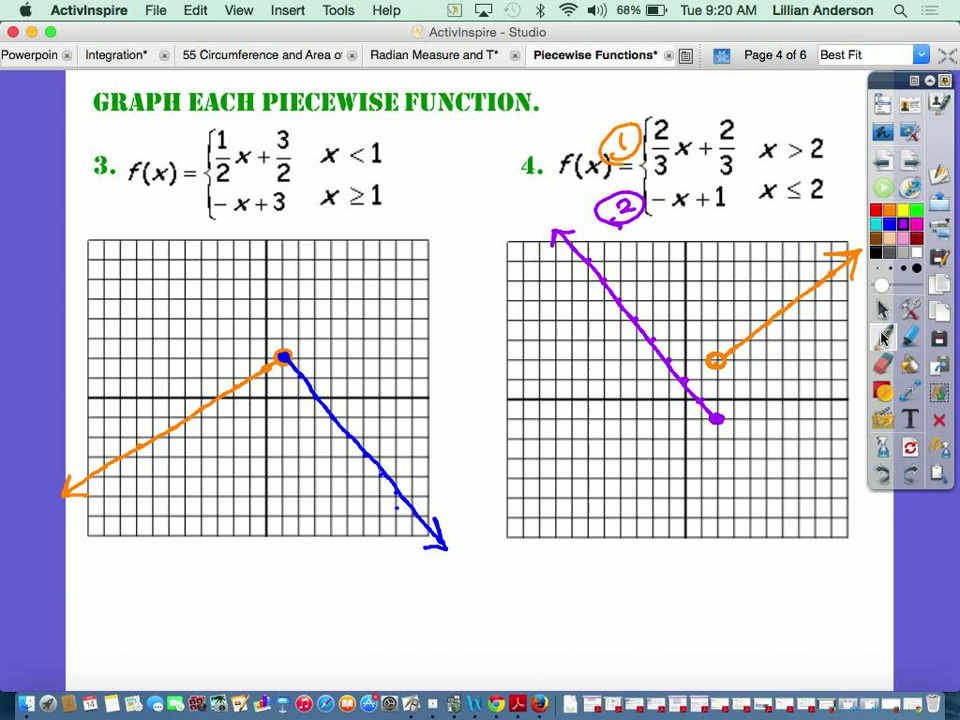 ActivInspire File Edit View Insert Tools Help 68% Tue 9:20 AM Lillian Anderson
ActivInspire - Studio
Powerpoin Integration* 55 Circumference and Area of Radian Measure and T* Piecewise Functions* Page 4 of 6 Best Fit
GRAPH EACH PIECEWISE FUNCTION.
3. f(x) = { 1/2 x + 3/2 x < 1
- x + 3 x ≥ 1
4. f(x) = { 2/3 x + 2/3 x > 2
- x + 1 x ≤ 2
1
2
T